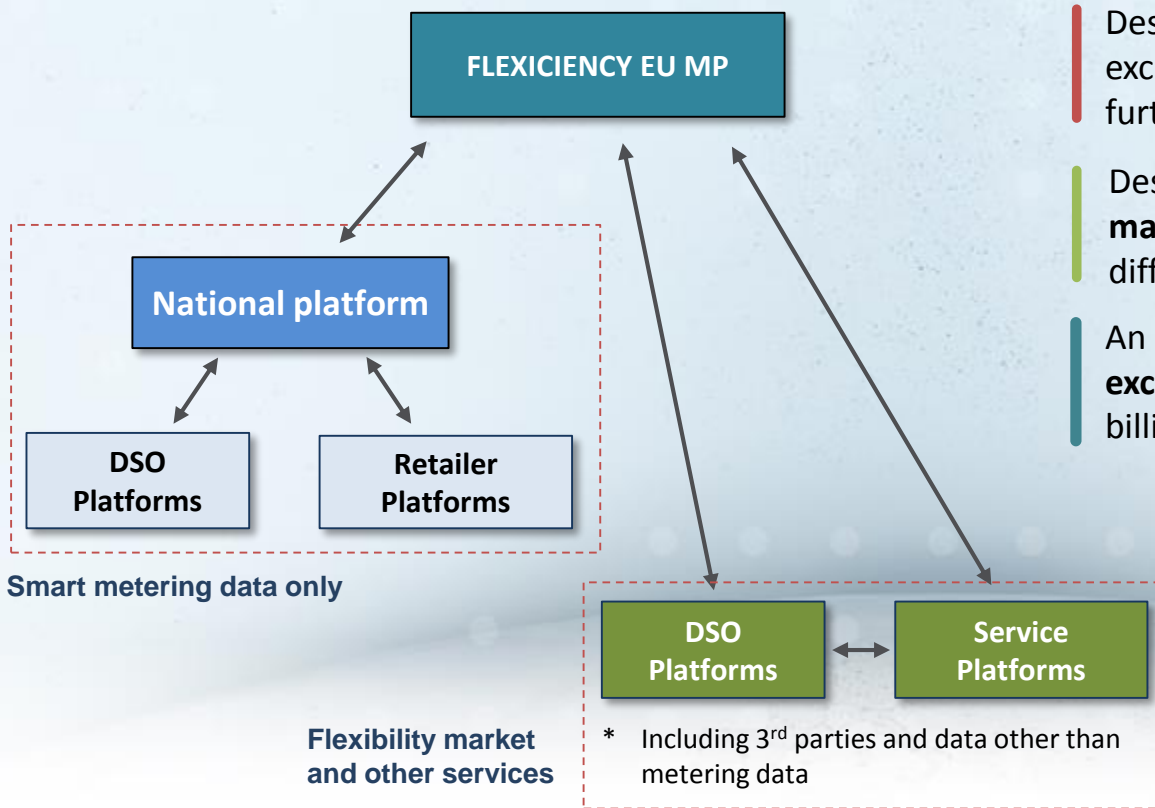 FLEXICIENCY EU MP
National platform
DSO
Platforms
Retailer
Platforms
Smart metering data only
DSO
Platforms
Service
Platforms
* Including 3rd parties and data other than
metering data
Flexibility market
and other services
An